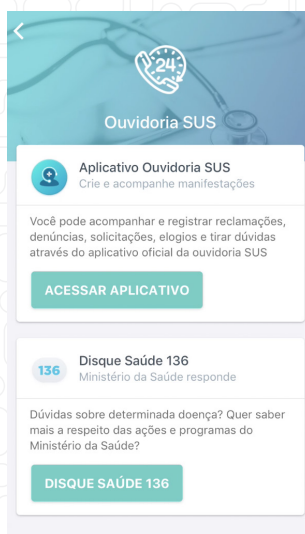 24
Ouvidoria SUS
Aplicativo Ouvidoria SUS
Crie e acompanhe manifestações
Você pode acompanhar e registrar reclamações,
denúncias, solicitações, elogios e tirar dúvidas
através do aplicativo oficial da ouvidoria SUS
ACESSAR APLICATIVO
136
Disque Saúde 136
Ministério da Saúde responde
Dúvidas sobre determinada doença? Quer saber
mais a respeito das ações e programas do
Ministério da Saúde?
DISQUE SAÚDE 136